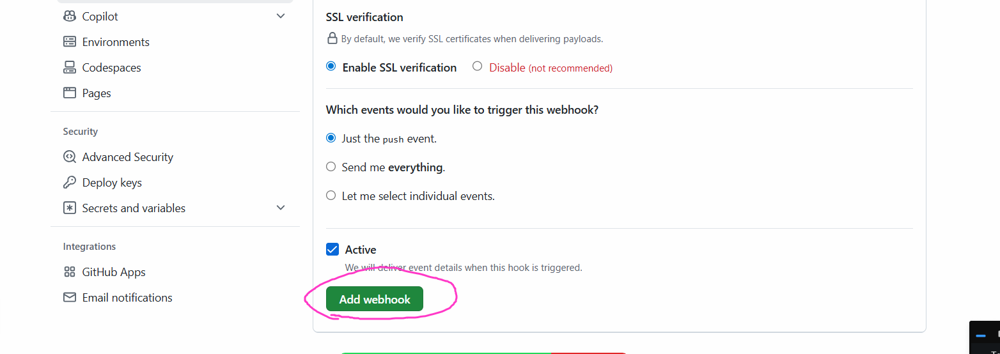 Copilot
Environments
Codespaces
Pages
Security
Advanced Security
Deploy keys
Secrets and variables
Integrations
GitHub Apps
Email notifications
SSL verification
By default, we verify SSL certificates when delivering payloads.
Enable SSL verification
Disable (not recommended)
Which events would you like to trigger this webhook?
Just the push event.
Send me everything.
Let me select individual events.
Active
We will deliver event details when this hook is triggered.
Add webhook